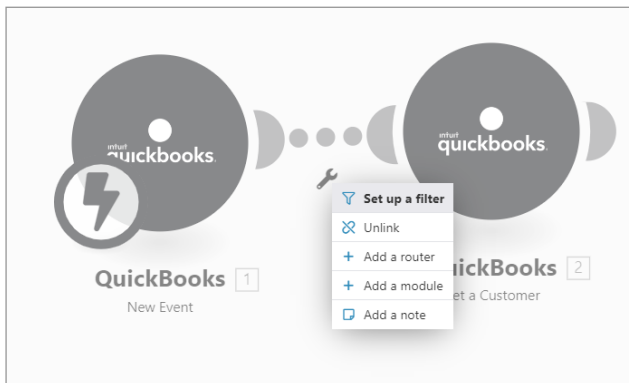 intuit
quickbooks.
intuit
quickbooks.
Set up a filter
Unlink
Add a router
Add a module
Add a note
QuickBooks 1
New Event
uickBooks 2
et a Customer